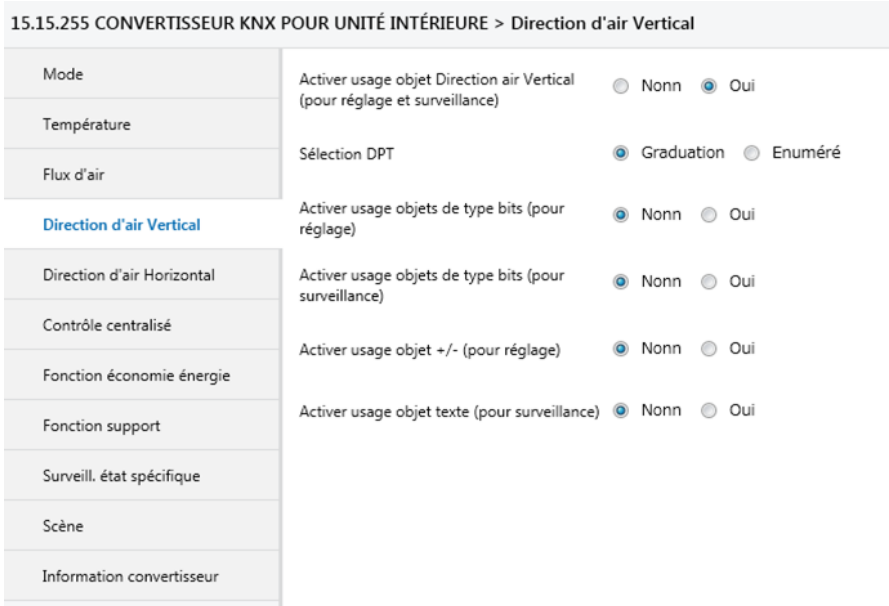 15.15.255 CONVERTISSEUR KNX POUR UNITÉ INTÉRIEURE > Direction d'air Vertical
Mode
Température
Flux d'air
Direction d'air Vertical
Direction d'air Horizontal
Contrôle centralisé
Fonction économie énergie
Fonction support
Surveill. état spécifique
Scène
Information convertisseur
Activer usage objet Direction air Vertical
(pour réglage et surveillance)
Nonn Oui
Sélection DPT
Graduation Enuméré
Activer usage objets de type bits (pour
réglage)
Nonn Oui
Activer usage objets de type bits (pour
surveillance)
Nonn Oui
Activer usage objet +/- (pour réglage)
Nonn Oui
Activer usage objet texte (pour surveillance)
Nonn Oui